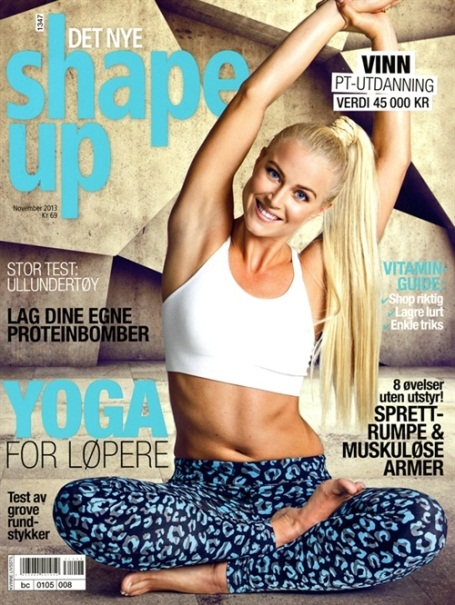 1347
DET NYE
shape
up
November 2013
Kr 69
VINN
PT-UTDANNING
VERDI 45 000 KR
STOR TEST:
ULLUNDERTØY
LAG DINE EGNE
PROTEINBOMBER
VITAMIN-
GUIDE:
✓Shop riktig
✓Lagre lurt
✓Enkle triks
YOGA
FOR LØPERE
8 øvelser
uten utstyr!
SPRETT-
RUMPE &
MUSKULØSE
ARMER
Test av
grove
rund-
stykker
bc 0105 008